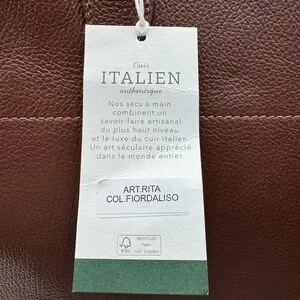 Cuir
ITALIEN
authentique
Nos sacs à main
combinent un
savoir-faire artisanal
du plus haut niveau
et le luxe du cuir italien.
Un art séculaire apprécié
dans le monde entier.
ART.RITA
COL.FIORDALISO
FSC